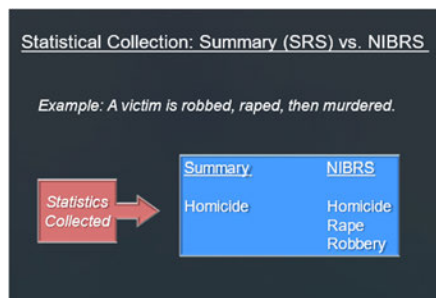 Statistical Collection: Summary (SRS) vs. NIBRS
Example: A victim is robbed, raped, then murdered.
Statistics
Collected
Summary NIBRS
Homicide Homicide
Rape
Robbery